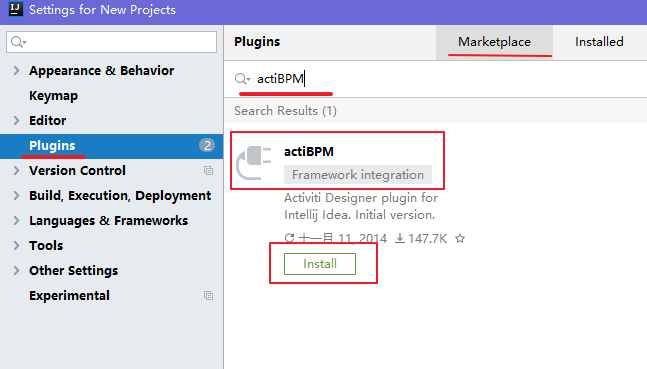 Settings for New Projects
Appearance & Behavior
Keymap
Editor
Plugins
2
Version Control
Build, Execution, Deployment
Languages & Frameworks
Tools
Other Settings
Experimental
Plugins
Marketplace
Installed
actiBPM
Search Results (1)
actiBPM
Framework integration
Activiti Designer plugin for
Intellij Idea. Initial version.
十一月 11, 2014 147.7K
Install